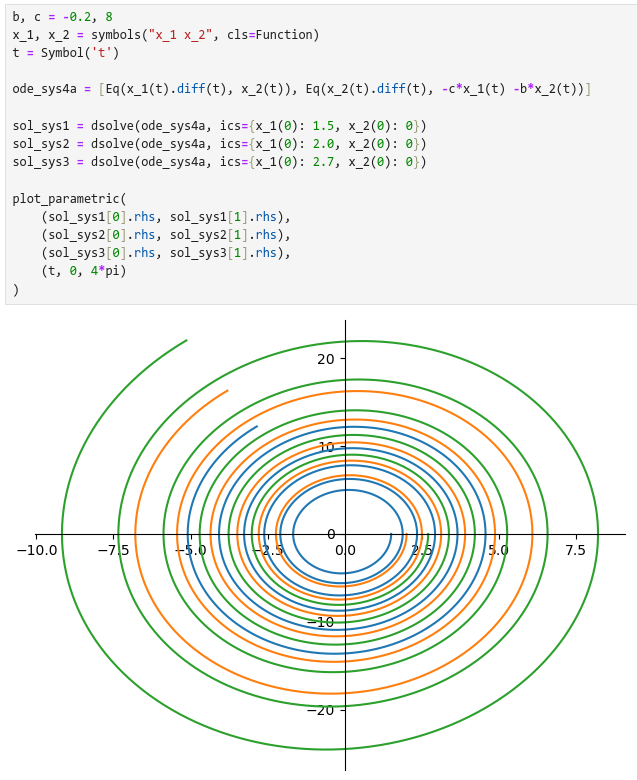 b, c = -0.2, 8
x_1, x_2 = symbols("x_1 x_2", cls=Function)
t = Symbol('t')
ode_sys4a = [Eq(x_1(t).diff(t), x_2(t)), Eq(x_2(t).diff(t), -c*x_1(t) -b*x_2(t))]
sol_sys1 = dsolve(ode_sys4a, ics={x_1(0): 1.5, x_2(0): 0})
sol_sys2 = dsolve(ode_sys4a, ics={x_1(0): 2.0, x_2(0): 0})
sol_sys3 = dsolve(ode_sys4a, ics={x_1(0): 2.7, x_2(0): 0})
plot_parametric(
    (sol_sys1[0].rhs, sol_sys1[1].rhs),
    (sol_sys2[0].rhs, sol_sys2[1].rhs),
    (sol_sys3[0].rhs, sol_sys3[1].rhs),
    (t, 0, 4*pi)
)
20
10
0
−10.0 −7.5 −5.0 −2.5 0.0 2.5 5.0 7.5
−10
−20